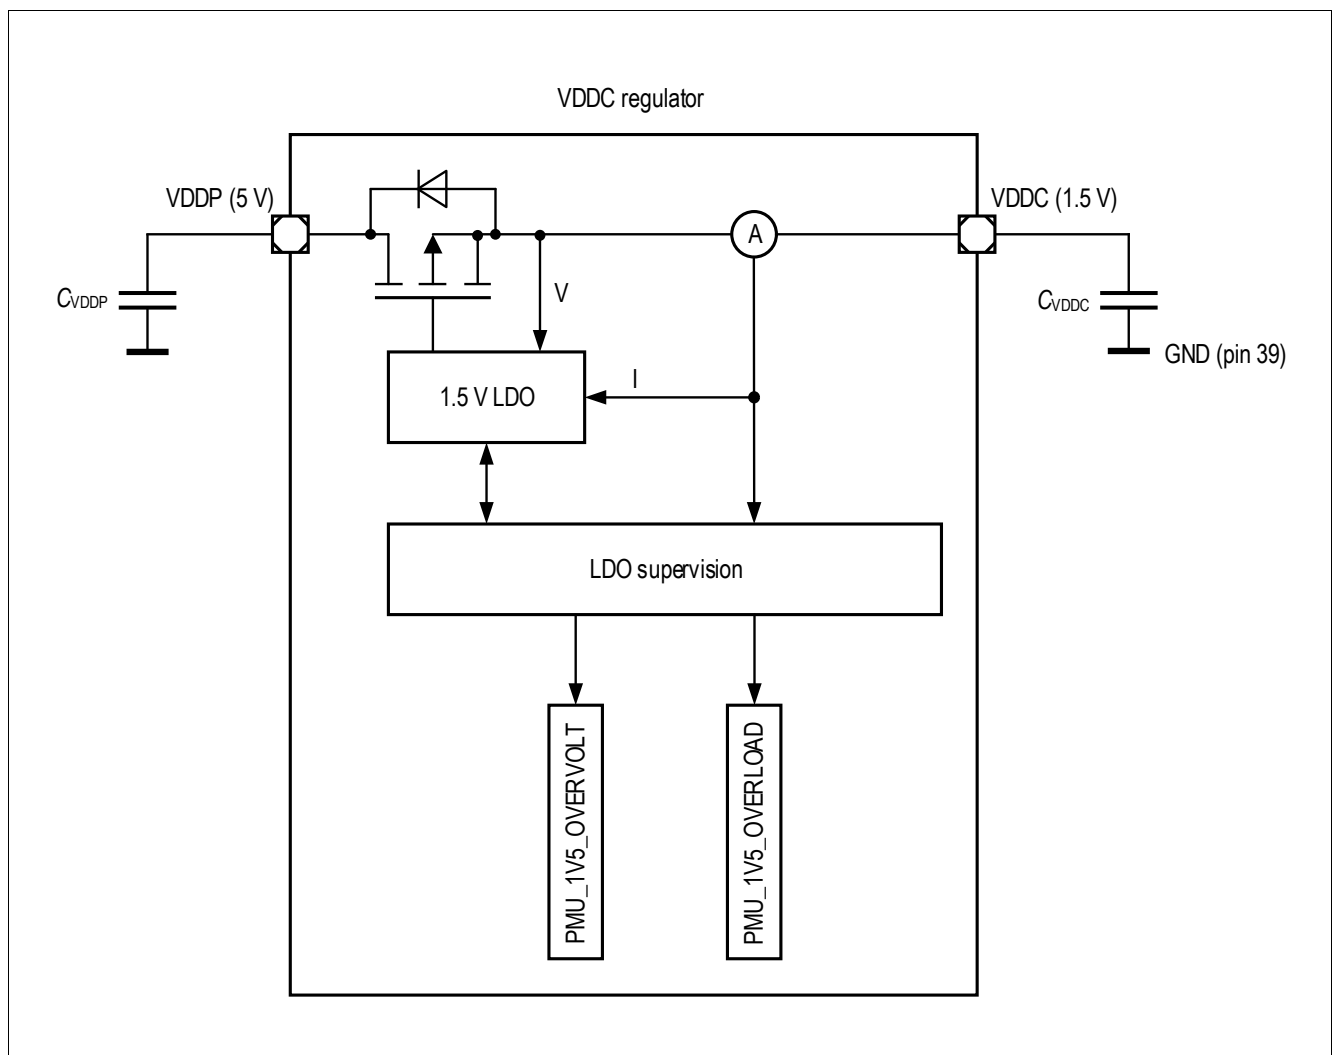 VDDC regulator
VDDP (5 V)
VDDC (1.5 V)
A
CVDDP
V
CVDDC
GND (pin 39)
I
1.5 V LDO
LDO supervision
PMU_1V5_OVERVOLT
PMU_1V5_OVERLOAD